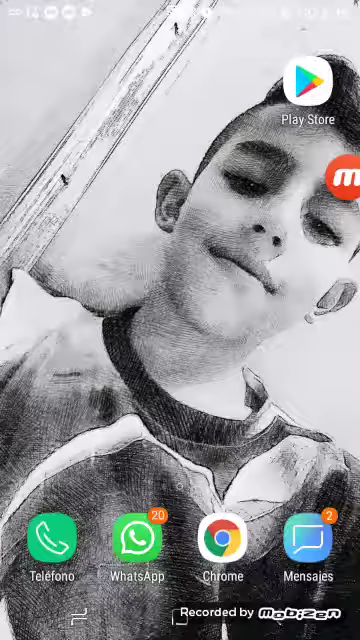 Play Store
m
20
2
Teléfono
WhatsApp
Chrome
Mensajes
Recorded by Mobizen